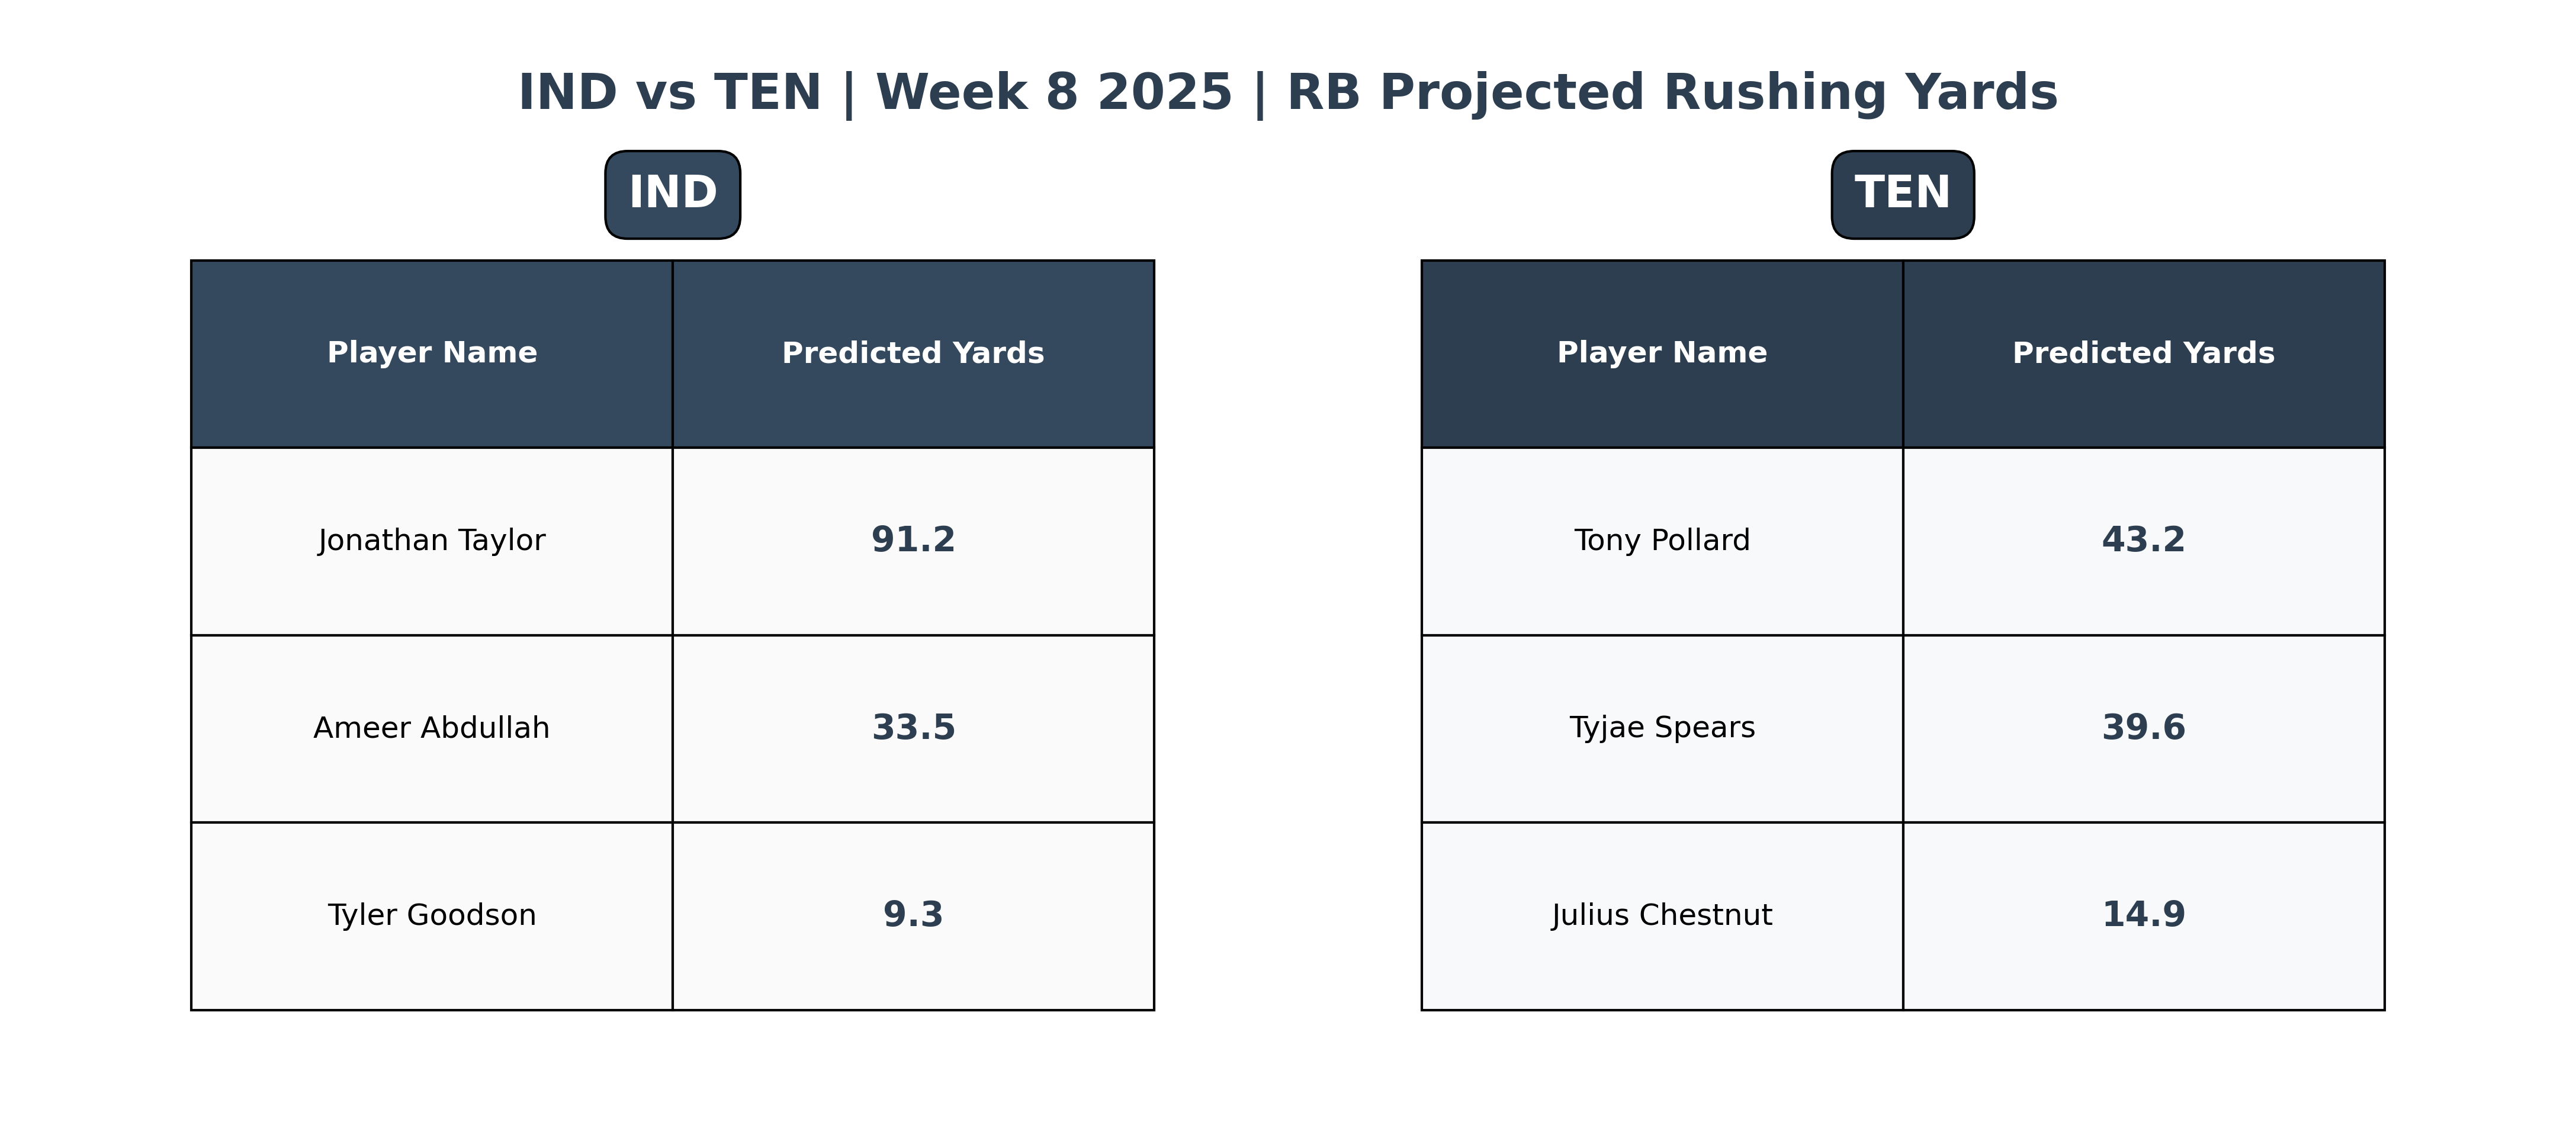 IND vs TEN | Week 8 2025 | RB Projected Rushing Yards
IND
Player Name Predicted Yards
Jonathan Taylor 91.2
Ameer Abdullah 33.5
Tyler Goodson 9.3
TEN
Player Name Predicted Yards
Tony Pollard 43.2
Tyjae Spears 39.6
Julius Chestnut 14.9